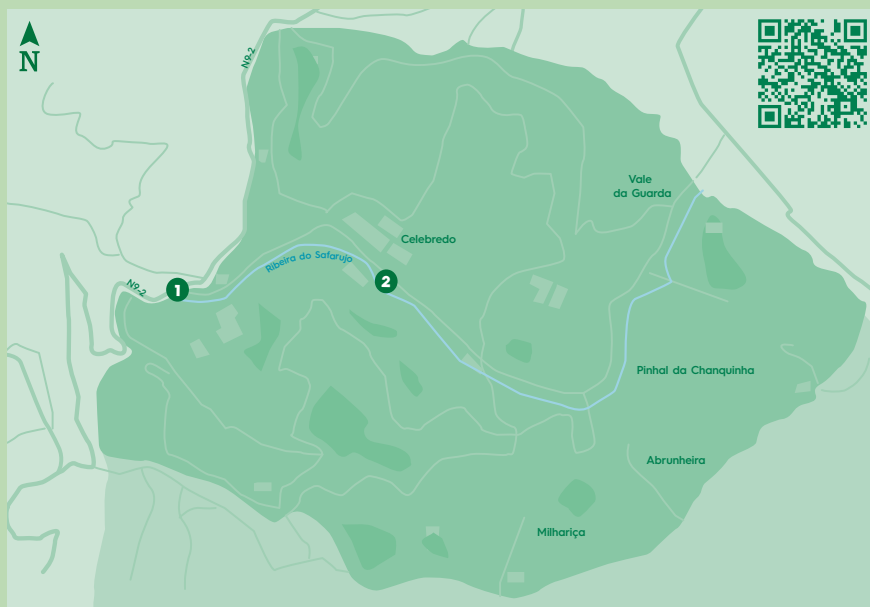 N
N9-2
Vale
da Guarda
Celebredo
Ribeira do Safarujo
N9-2
1
2
Pinhal da Chanquinha
Abrunheira
Milhariça